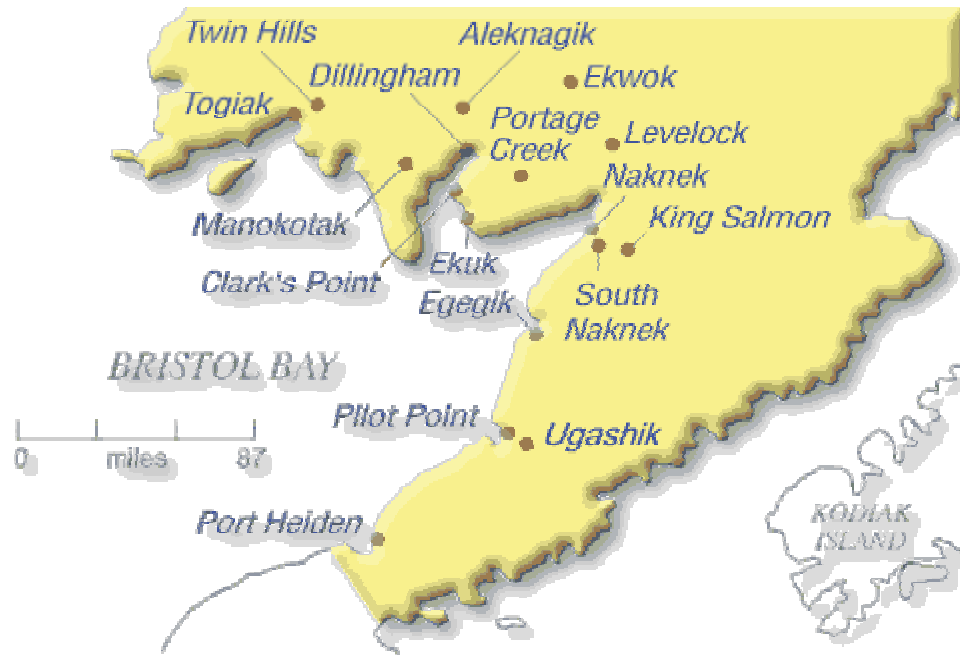 Twin Hills
Aleknagik
Dillingham
Ekwok
Togiak
Portage
Creek
Levelock
Naknek
Manokotak
King Salmon
Clark's Point
Ekuk
Egegik
South
Naknek
BRISTOL BAY
Pilot Point
Ugashik
0 miles 87
Port Heiden
KODIAK
ISLAND